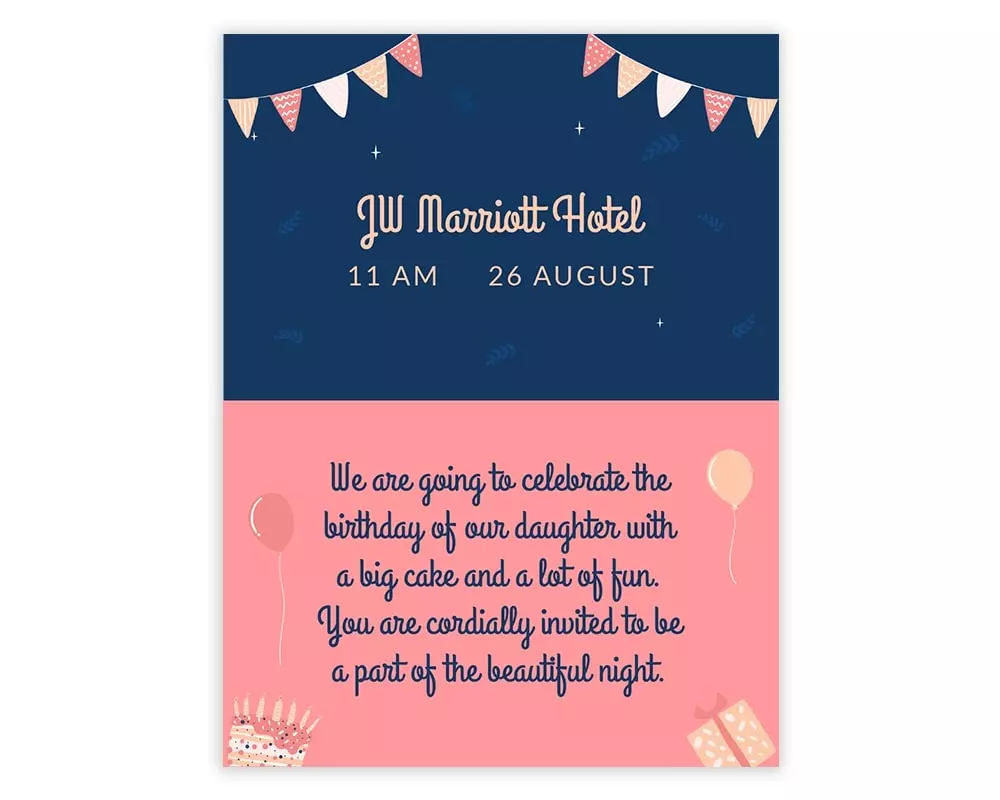 JW Marriott Hotel
11 AM 26 AUGUST
We are going to celebrate the
birthday of our daughter with
a big cake and a lot of fun.
You are cordially invited to be
a part of the beautiful night.